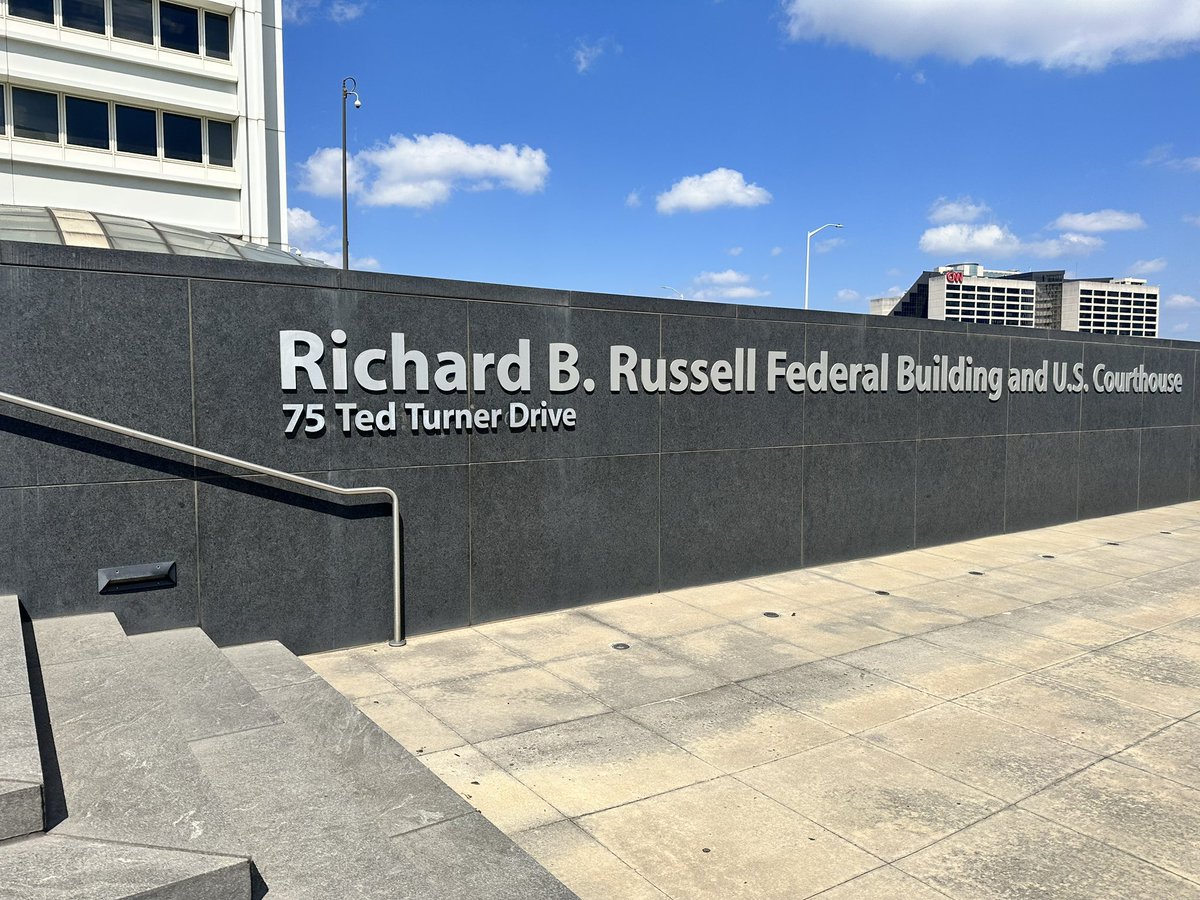 Richard B. Russell Federal Building and U.S. Courthouse
75 Ted Turner Drive
CNN